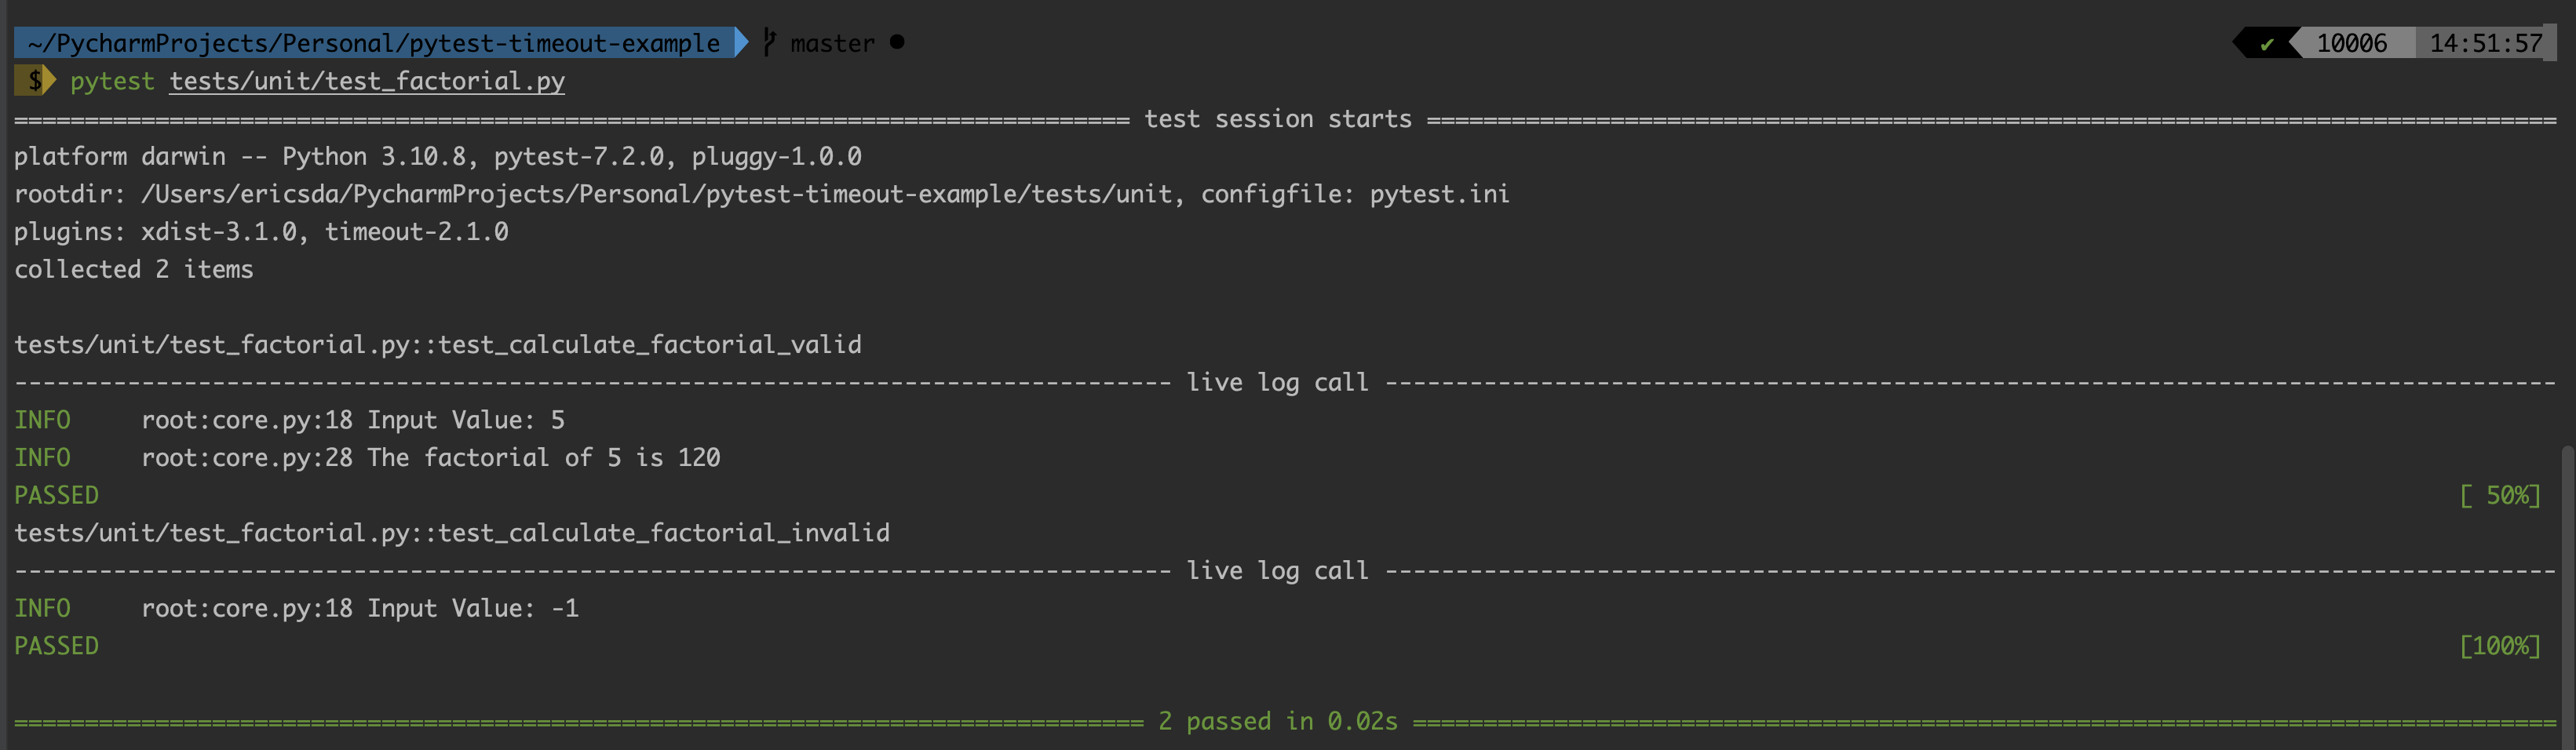 ~/PycharmProjects/Personal/pytest-timeout-example master ● ✔ 10006 14:51:57
$ pytest tests/unit/test_factorial.py
================================================================================ test session starts ================================================================================
platform darwin -- Python 3.10.8, pytest-7.2.0, pluggy-1.0.0
rootdir: /Users/ericsda/PycharmProjects/Personal/pytest-timeout-example/tests/unit, configfile: pytest.ini
plugins: xdist-3.1.0, timeout-2.1.0
collected 2 items
tests/unit/test_factorial.py::test_calculate_factorial_valid
---------------------------------------------------------------------------------- live log call -----------------------------------------------------------------------------------
INFO     root:core.py:18 Input Value: 5
INFO     root:core.py:28 The factorial of 5 is 120
PASSED [ 50%]
tests/unit/test_factorial.py::test_calculate_factorial_invalid
---------------------------------------------------------------------------------- live log call -----------------------------------------------------------------------------------
INFO     root:core.py:18 Input Value: -1
PASSED [100%]
================================================================================ 2 passed in 0.02s =================================================================================